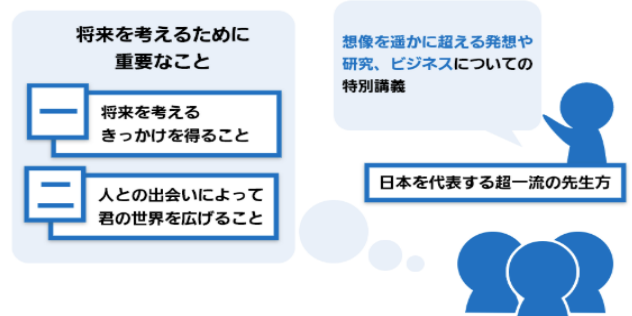 将来を考えるために
重要なこと
一
将来を考える
きっかけを得ること
二
人との出会いによって
君の世界を広げること
想像を遥かに超える発想や
研究、ビジネスについての
特別講義
日本を代表する超一流の先生方